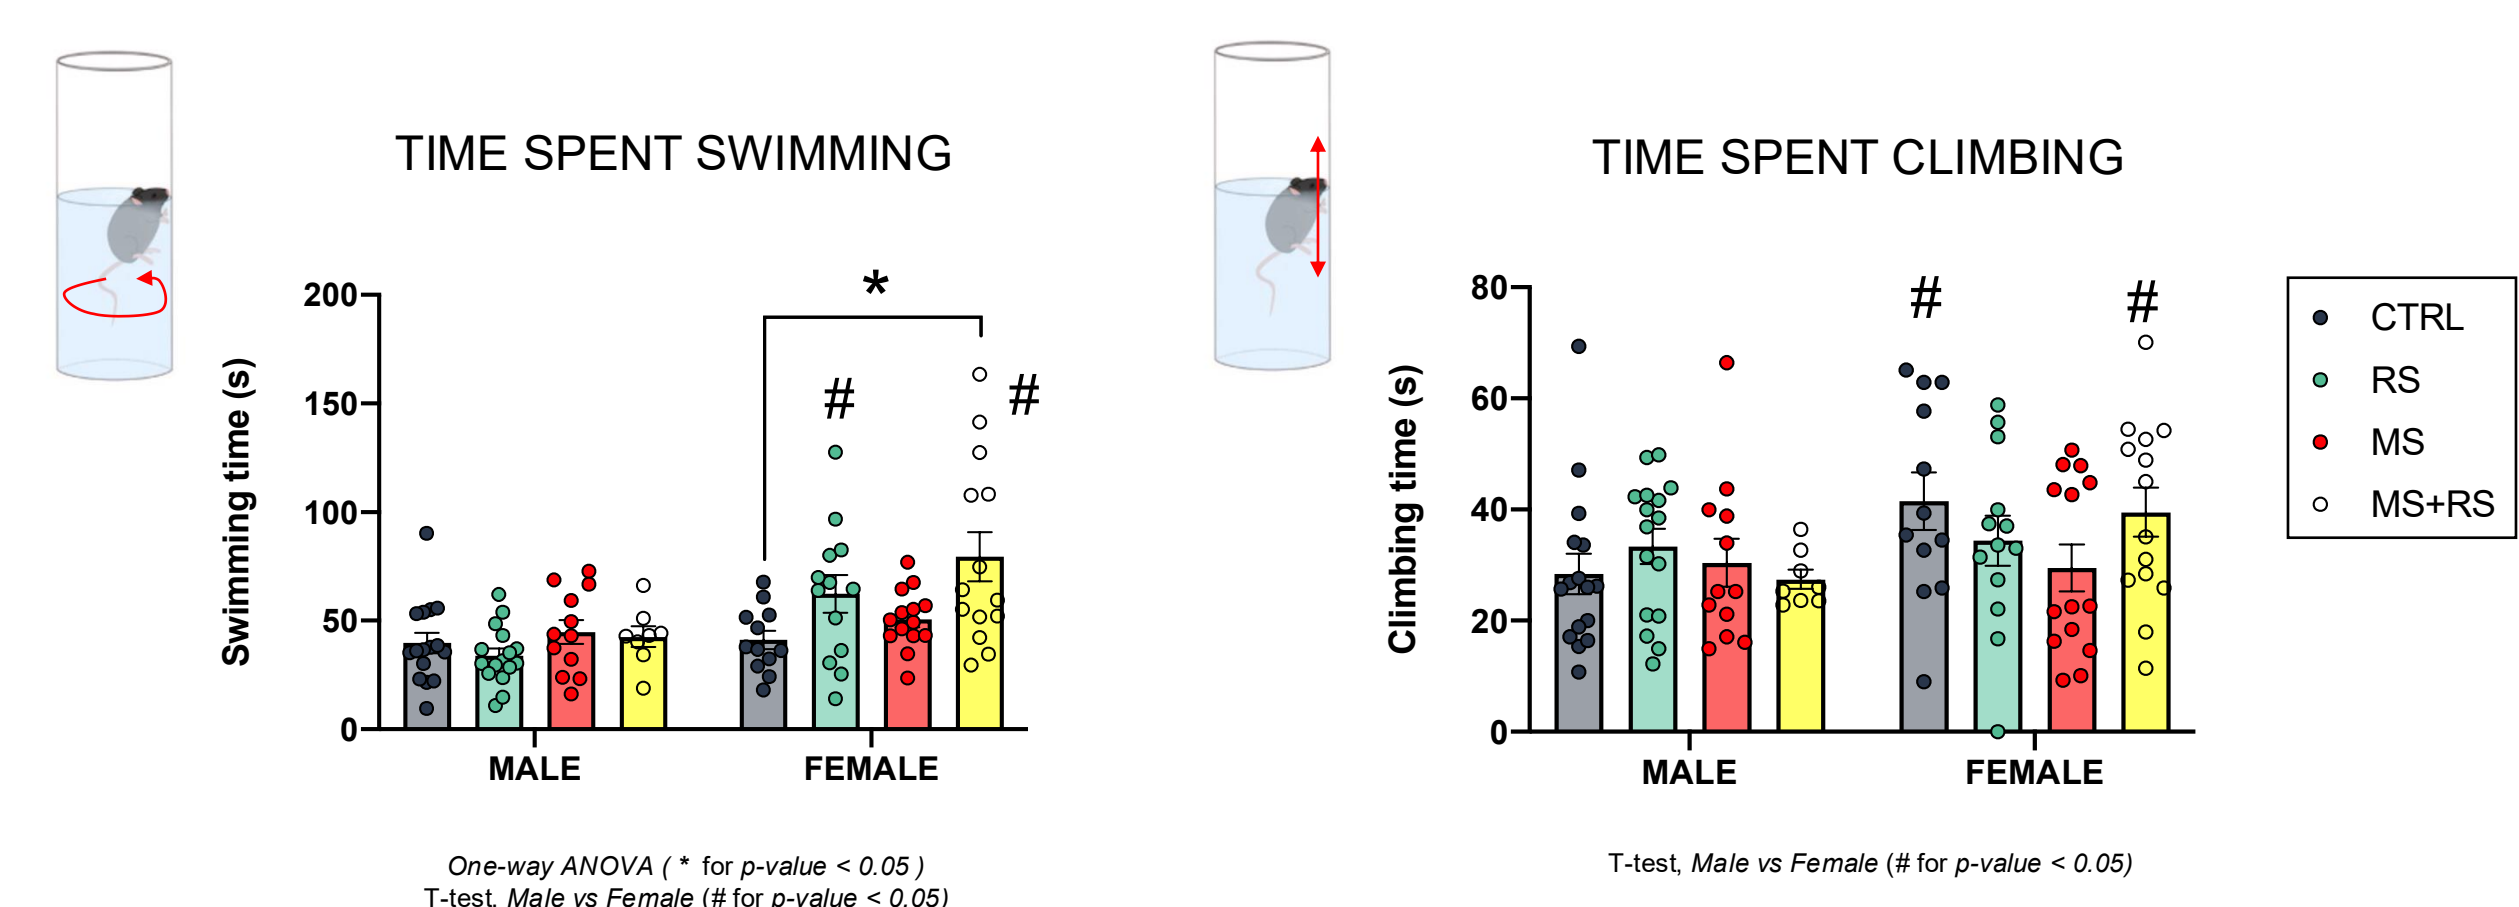 TIME SPENT SWIMMING
*
#
#
Swimming time (s)
200
150
100
50
0
MALE
FEMALE
One-way ANOVA ( * for p-value < 0.05 )
T-test, Male vs Female (# for p-value < 0.05)
TIME SPENT CLIMBING
#
#
Climbing time (s)
80
60
40
20
0
MALE
FEMALE
T-test, Male vs Female (# for p-value < 0.05)
CTRL
RS
MS
MS+RS